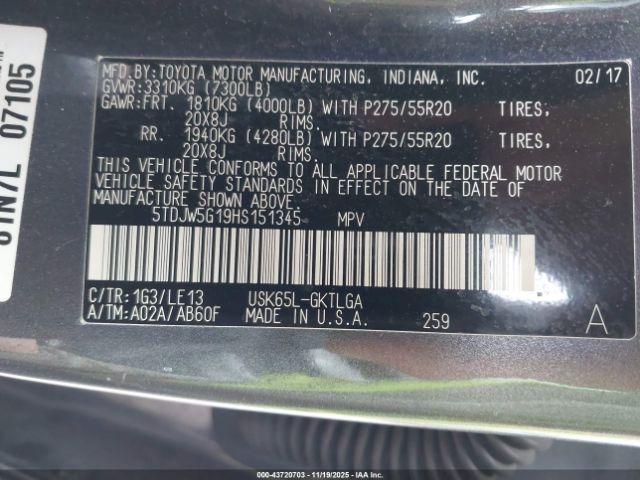 MFD.BY:TOYOTA MOTOR MANUFACTURING, INDIANA, INC. 02/17
GVWR:3310KG (7300LB)
GAWR:FRT. 1810KG (4000LB) WITH P275/55R20 TIRES,
20X8J RIMS.
RR. 1940KG (4280LB) WITH P275/55R20 TIRES,
20X8J RIMS.
THIS VEHICLE CONFORMS TO ALL APPLICABLE FEDERAL MOTOR
VEHICLE SAFETY STANDARDS IN EFFECT ON THE DATE OF
MANUFACTURE SHOWN ABOVE.
5TDJW5G19HS151345 MPV
C/TR:1G3/LE13 USK65L-GKTLGA
A/TM:A02A/AB60F MADE IN U.S.A. 259 A
07105
000-43720703 - 11/19/2025 - IAAI.COM